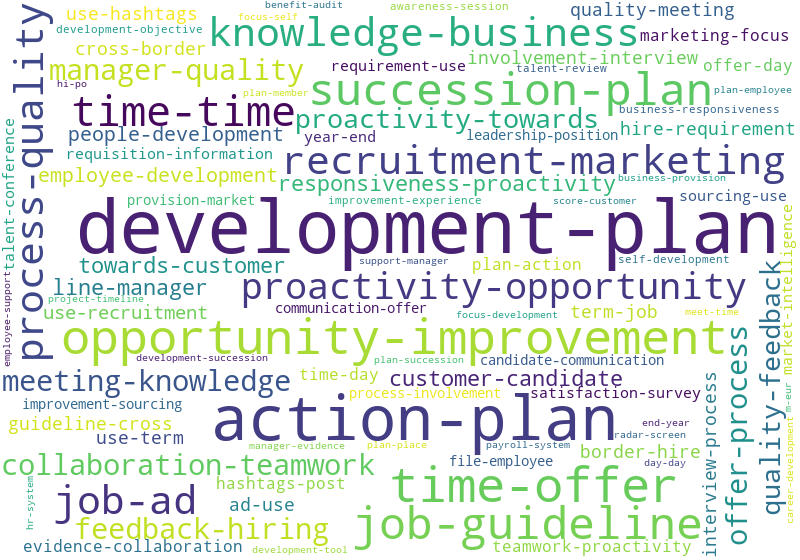 benefit-audit
awareness-session
use-hashtags
focus-self
quality-meeting
development-objective
knowledge-business
marketing-focus
cross-border
involvement-interview
manager-quality
requirement-use
talent-review
offer-day
hi-po
succession-plan
plan-member
plan-employee
time-time
proactivity-towards
business-responsiveness
people-development
year-end
leadership-position
hire-requirement
process-quality
talent-conference
requisition-information
recruitment-marketing
employee-development
responsiveness-proactivity
business-provision
provision-market
improvement-experience
score-customer
sourcing-use
development-plan
market-intelligence
towards-customer
support-manager
plan-action
self-development
employee-support
line-manager
proactivity-opportunity
project-timeline
communication-offer
use-recruitment
focus-development
term-job
meet-time
opportunity-improvement
quality-feedback
offer-process
development-succession
plan-succession
candidate-communication
meeting-knowledge
time-day
customer-candidate
process-involvement
satisfaction-survey
m-eur
improvement-sourcing
action-plan
guideline-cross
end-year
use-term
radar-screen
manager-evidence
plan-place
payroll-system
border-hire
interview-process
career-development
collaboration-teamwork
file-employee
day-day
time-offer
hashtags-post
job-ad
ad-use
hr-system
job-guideline
feedback-hiring
evidence-collaboration
development-tool
teamwork-proactivity